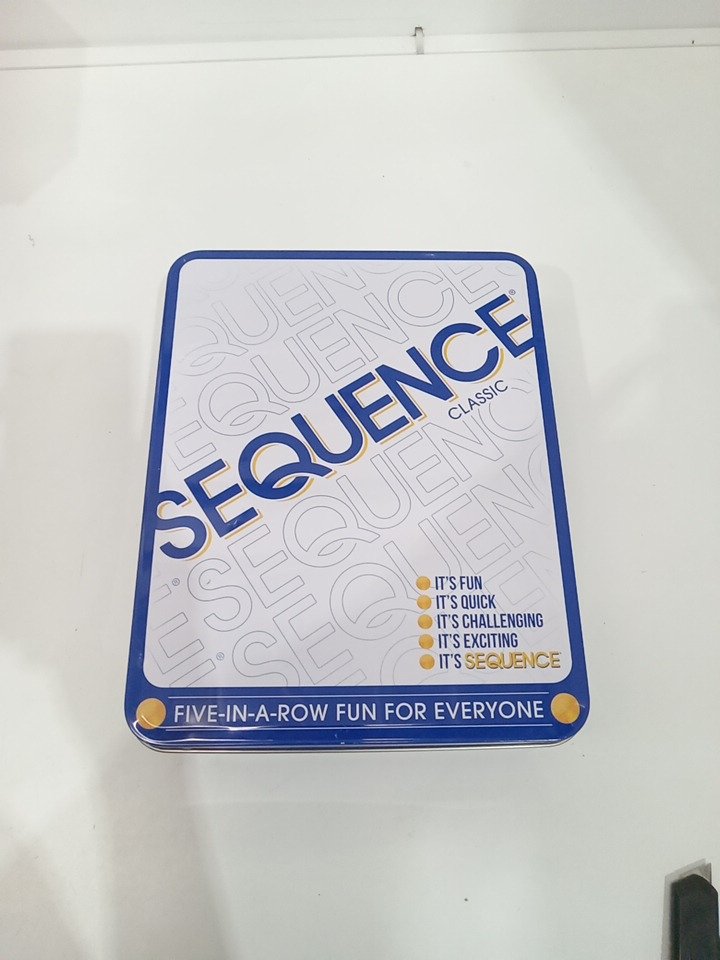 SEQUENCE®
CLASSIC
IT'S FUN
IT'S QUICK
IT'S CHALLENGING
IT'S EXCITING
IT'S SEQUENCE
FIVE-IN-A-ROW FUN FOR EVERYONE